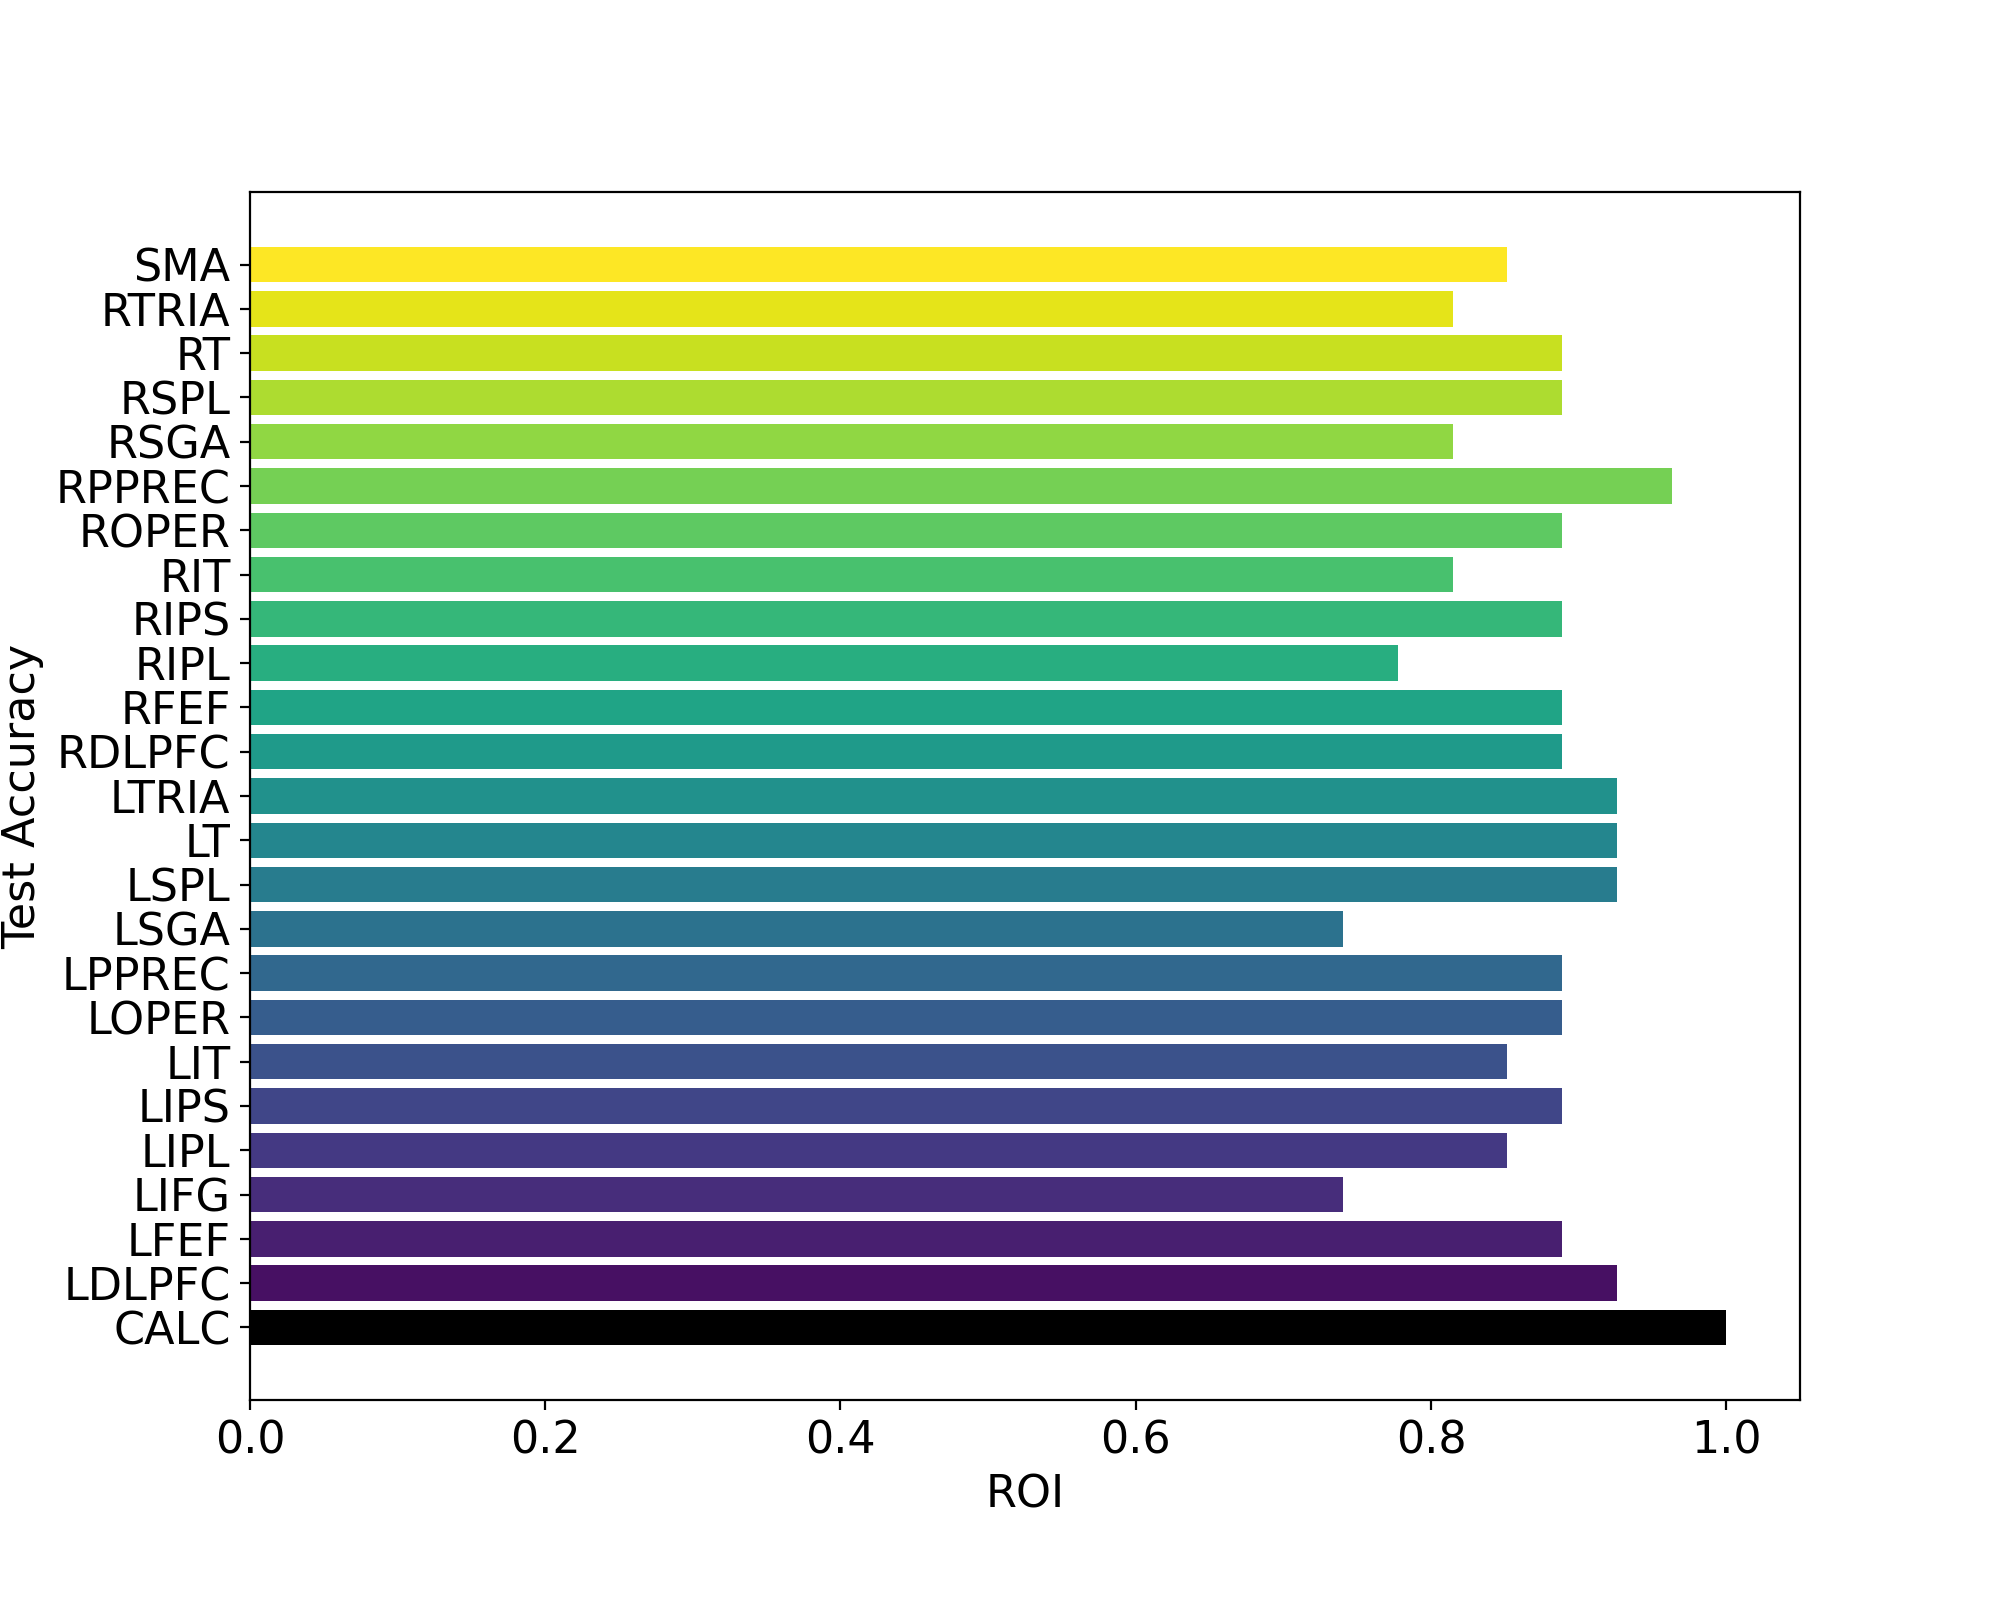 SMA
RTRIA
RT
RSPL
RSGA
RPPREC
ROPER
RIT
RIPS
RIPL
RFEF
RDLPFC
LTRIA
LT
LSPL
LSGA
LPPREC
LOPER
LIT
LIPS
LIPL
LIFG
LFEF
LDLPFC
CALC
Test Accuracy
0.0 0.2 0.4 0.6 0.8 1.0
ROI